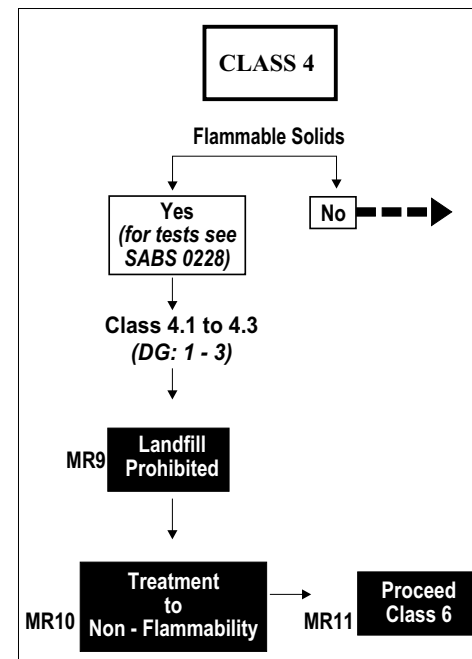 CLASS 4
Flammable Solids
Yes
(for tests see
SABS 0228)
No
Class 4.1 to 4.3
(DG: 1 - 3)
MR9
Landfill
Prohibited
MR10
Treatment
to
Non - Flammability
MR11
Proceed
Class 6